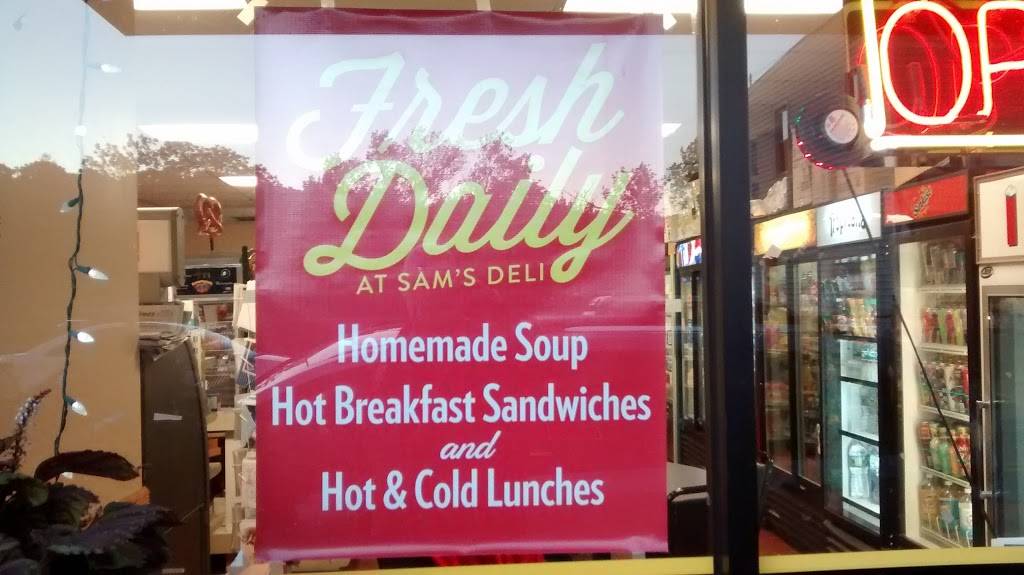 Fresh
Daily
AT SAM'S DELI
Homemade Soup
Hot Breakfast Sandwiches
and
Hot & Cold Lunches
OP